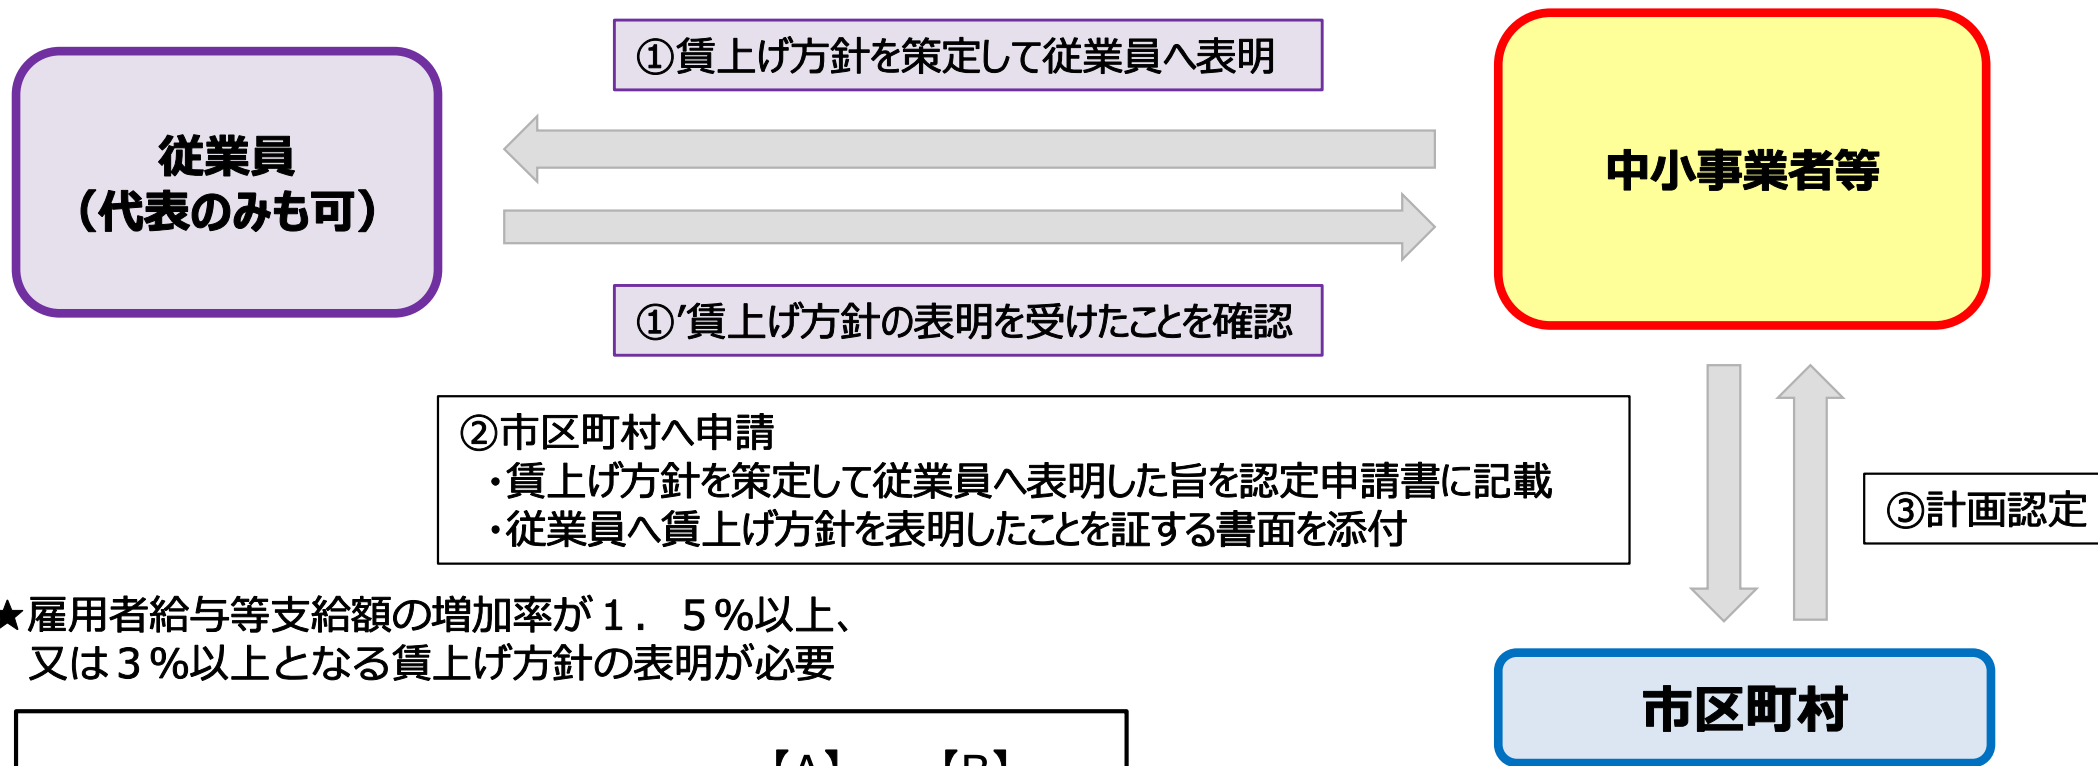 ①賃上げ方針を策定して従業員へ表明
従業員
（代表のみも可）
中小事業者等
①′賃上げ方針の表明を受けたことを確認
②市区町村へ申請
・賃上げ方針を策定して従業員へ表明した旨を認定申請書に記載
・従業員へ賃上げ方針を表明したことを証する書面を添付
③計画認定
★雇用者給与等支給額の増加率が１．５％以上、
又は３％以上となる賃上げ方針の表明が必要
市区町村
【A】 【B】